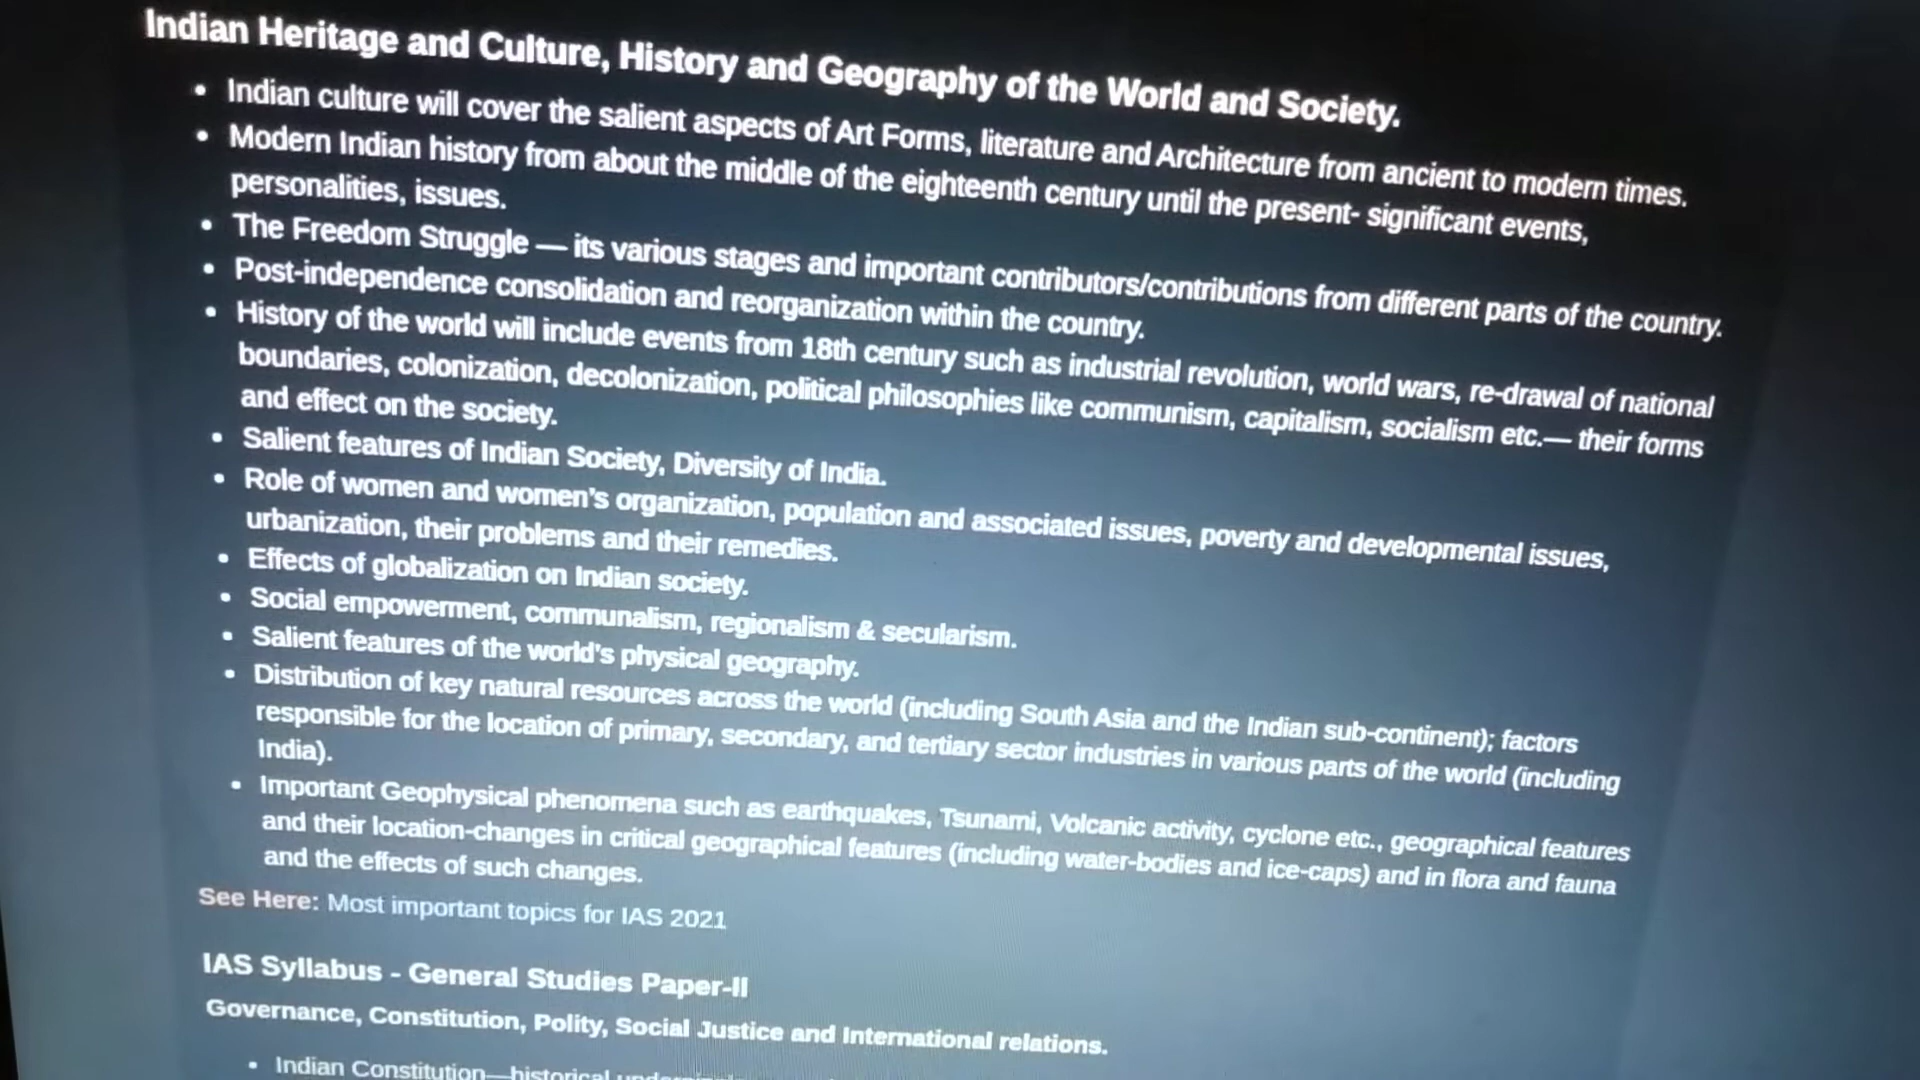 Indian Heritage and Culture, History and Geography of the World and Society.
• Indian culture will cover the salient aspects of Art Forms, literature and Architecture from ancient to modern times.
• Modern Indian history from about the middle of the eighteenth century until the present- significant events,
personalities, issues.
• The Freedom Struggle — its various stages and important contributors/contributions from different parts of the country.
• Post-independence consolidation and reorganization within the country.
• History of the world will include events from 18th century such as industrial revolution, world wars, re-drawal of national
boundaries, colonization, decolonization, political philosophies like communism, capitalism, socialism etc.— their forms
and effect on the society.
• Salient features of Indian Society, Diversity of India.
• Role of women and women's organization, population and associated issues, poverty and developmental issues,
urbanization, their problems and their remedies.
• Effects of globalization on Indian society.
• Social empowerment, communalism, regionalism & secularism.
• Salient features of the world's physical geography.
• Distribution of key natural resources across the world (including South Asia and the Indian sub-continent); factors
responsible for the location of primary, secondary, and tertiary sector industries in various parts of the world (including
India).
• Important Geophysical phenomena such as earthquakes, Tsunami, Volcanic activity, cyclone etc., geographical features
and their location-changes in critical geographical features (including water-bodies and ice-caps) and in flora and fauna
and the effects of such changes.
See Here: Most important topics for IAS 2021
IAS Syllabus - General Studies Paper-II
Governance, Constitution, Polity, Social Justice and International relations.
• Indian Constitution—historical